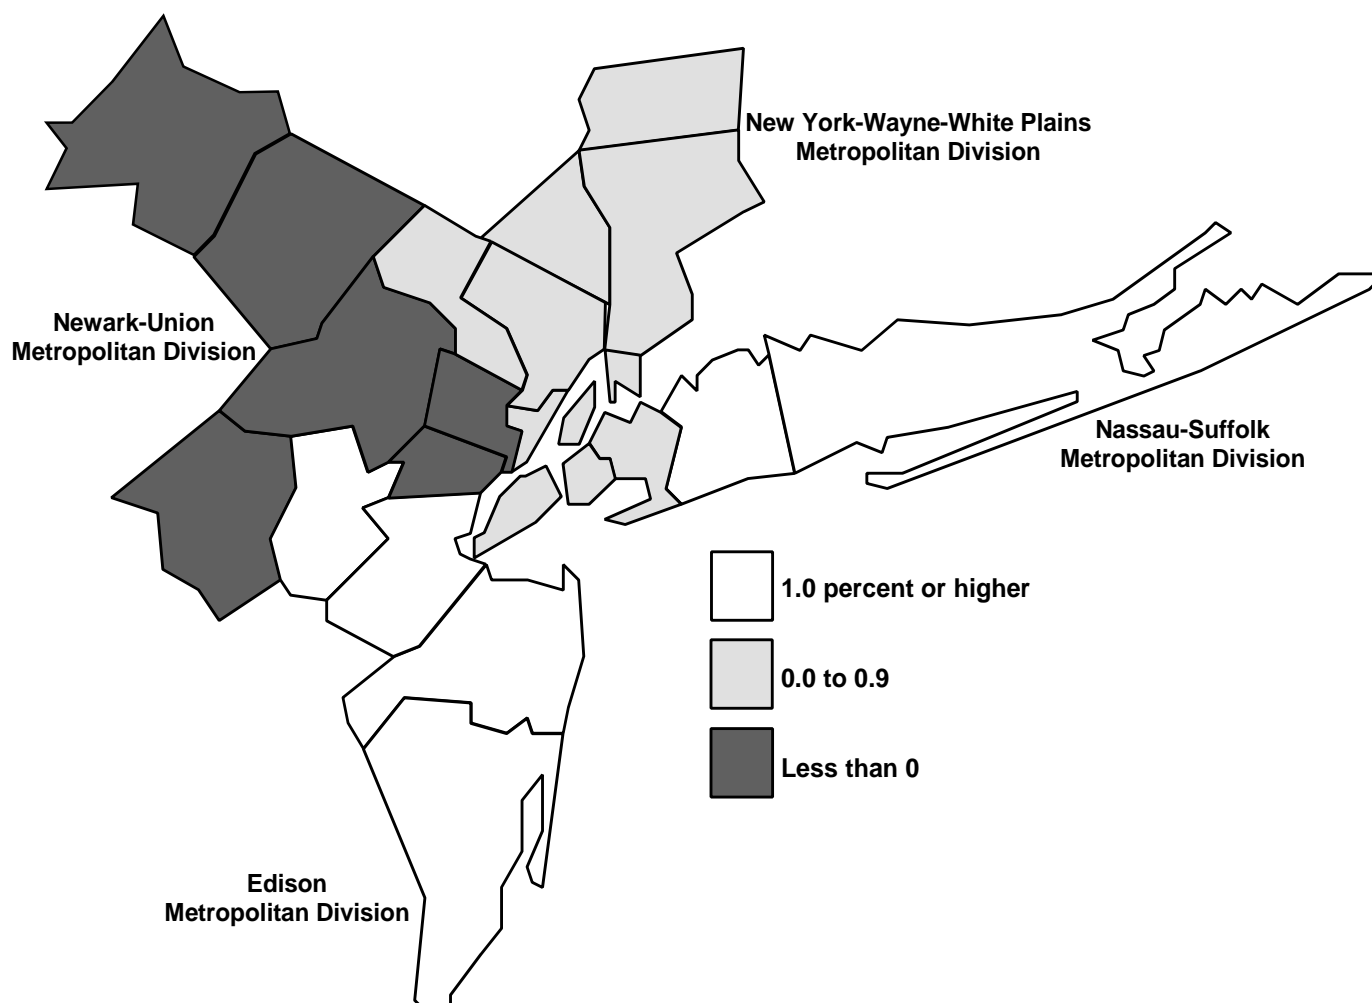 New York-Wayne-White Plains
Metropolitan Division
Newark-Union
Metropolitan Division
Nassau-Suffolk
Metropolitan Division
1.0 percent or higher
0.0 to 0.9
Less than 0
Edison
Metropolitan Division